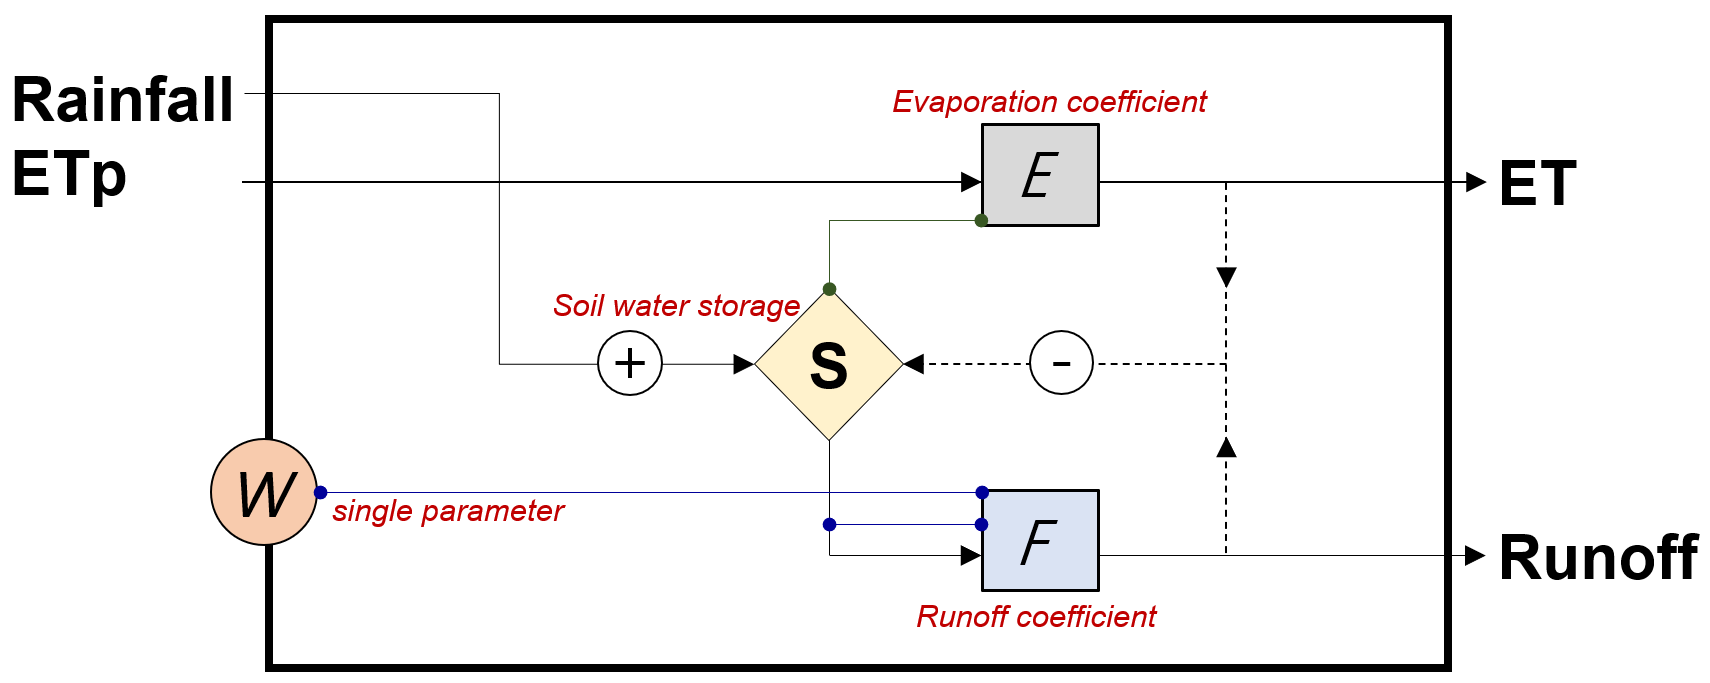 Rainfall
Evaporation coefficient
ETp
E
ET
Soil water storage
+
S
-
W
single parameter
F
Runoff
Runoff coefficient